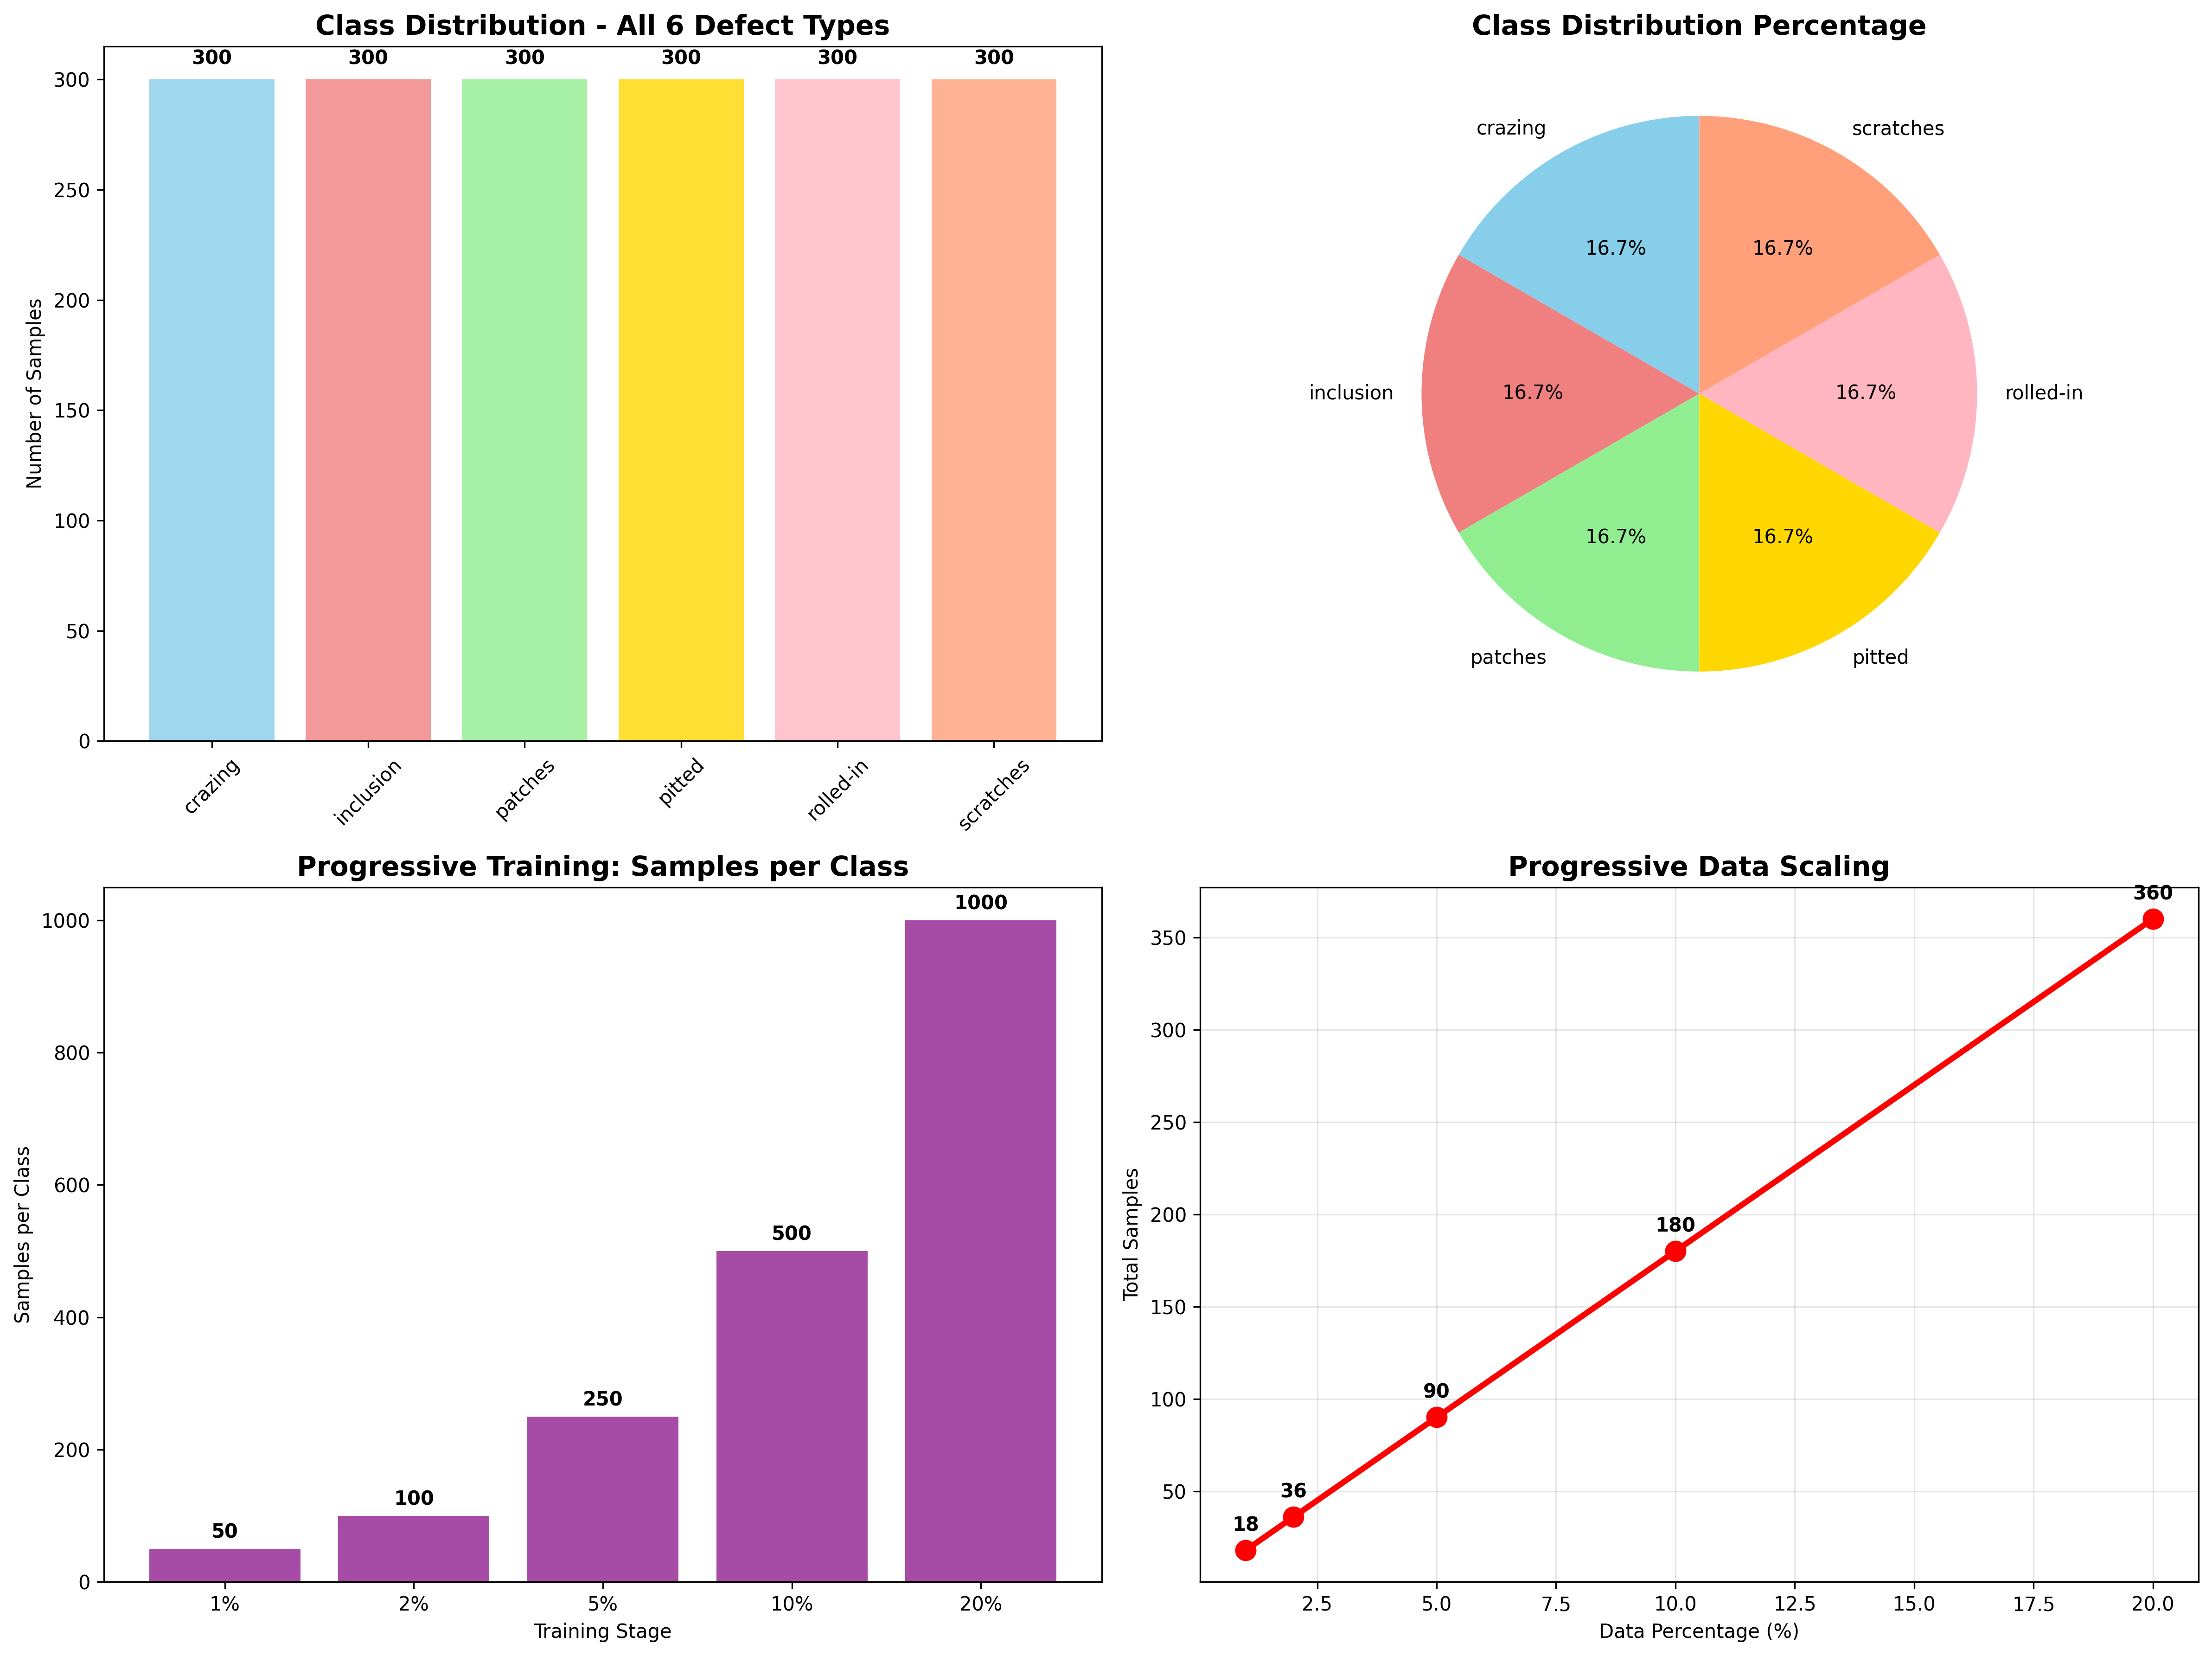 Class Distribution - All 6 Defect Types
300 300 300 300 300 300
300
250
200
150
100
50
0
Number of Samples
crazing inclusion patches pitted rolled-in scratches
Class Distribution Percentage
crazing
scratches
16.7%
16.7%
inclusion
16.7%
16.7%
rolled-in
16.7%
16.7%
patches
pitted
Progressive Training: Samples per Class
1000
800
600
400
200
0
Samples per Class
50
100
250
500
1000
1% 2% 5% 10% 20%
Training Stage
Progressive Data Scaling
350
300
250
200
150
100
50
Total Samples
18
36
90
180
360
2.5 5.0 7.5 10.0 12.5 15.0 17.5 20.0
Data Percentage (%)